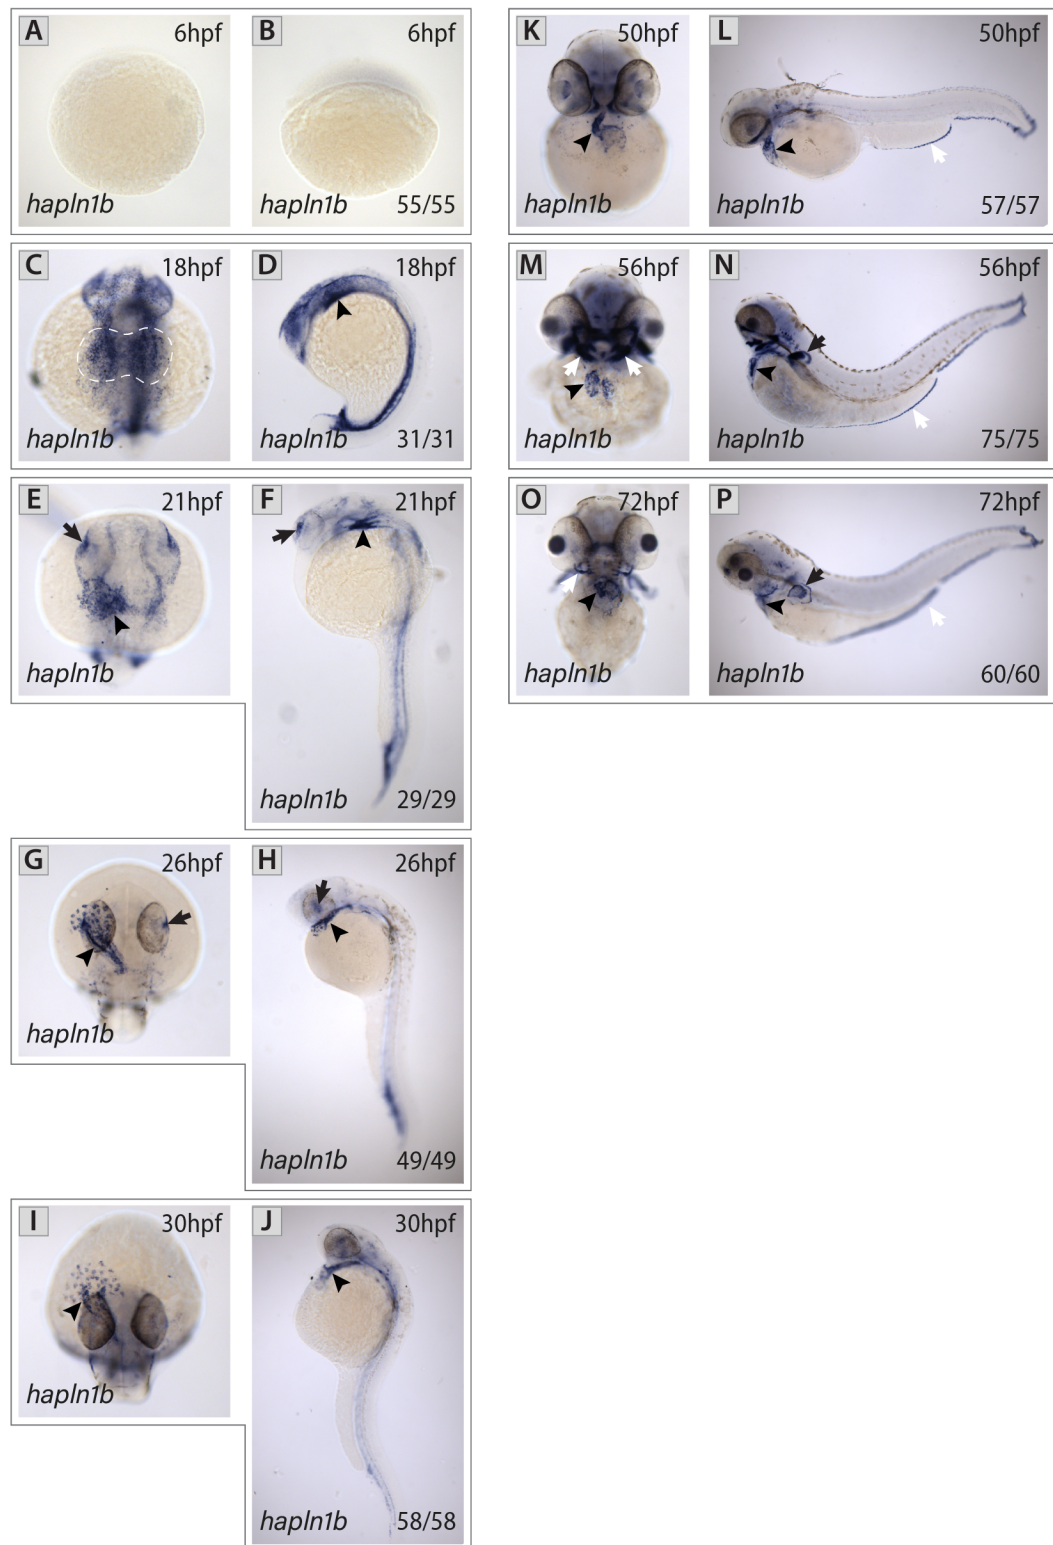 A 6hpf
hapln1b
B 6hpf
hapln1b 55/55
C 18hpf
hapln1b
D 18hpf
hapln1b 31/31
E 21hpf
hapln1b
F 21hpf
hapln1b 29/29
G 26hpf
hapln1b
H 26hpf
hapln1b 49/49
I 30hpf
hapln1b
J 30hpf
hapln1b 58/58
K 50hpf
hapln1b
L 50hpf
57/57
M 56hpf
hapln1b
N 56hpf
hapln1b 75/75
O 72hpf
hapln1b
P 72hpf
hapln1b 60/60